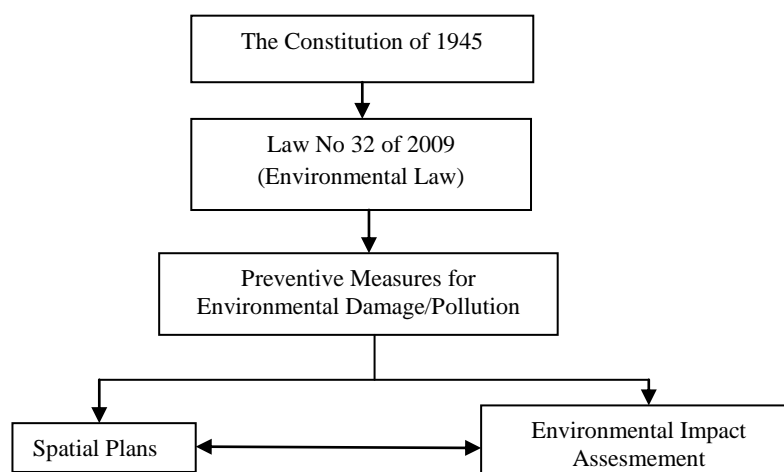 The Constitution of 1945
Law No 32 of 2009
(Environmental Law)
Preventive Measures for
Environmental Damage/Pollution
Spatial Plans
Environmental Impact
Assesmement